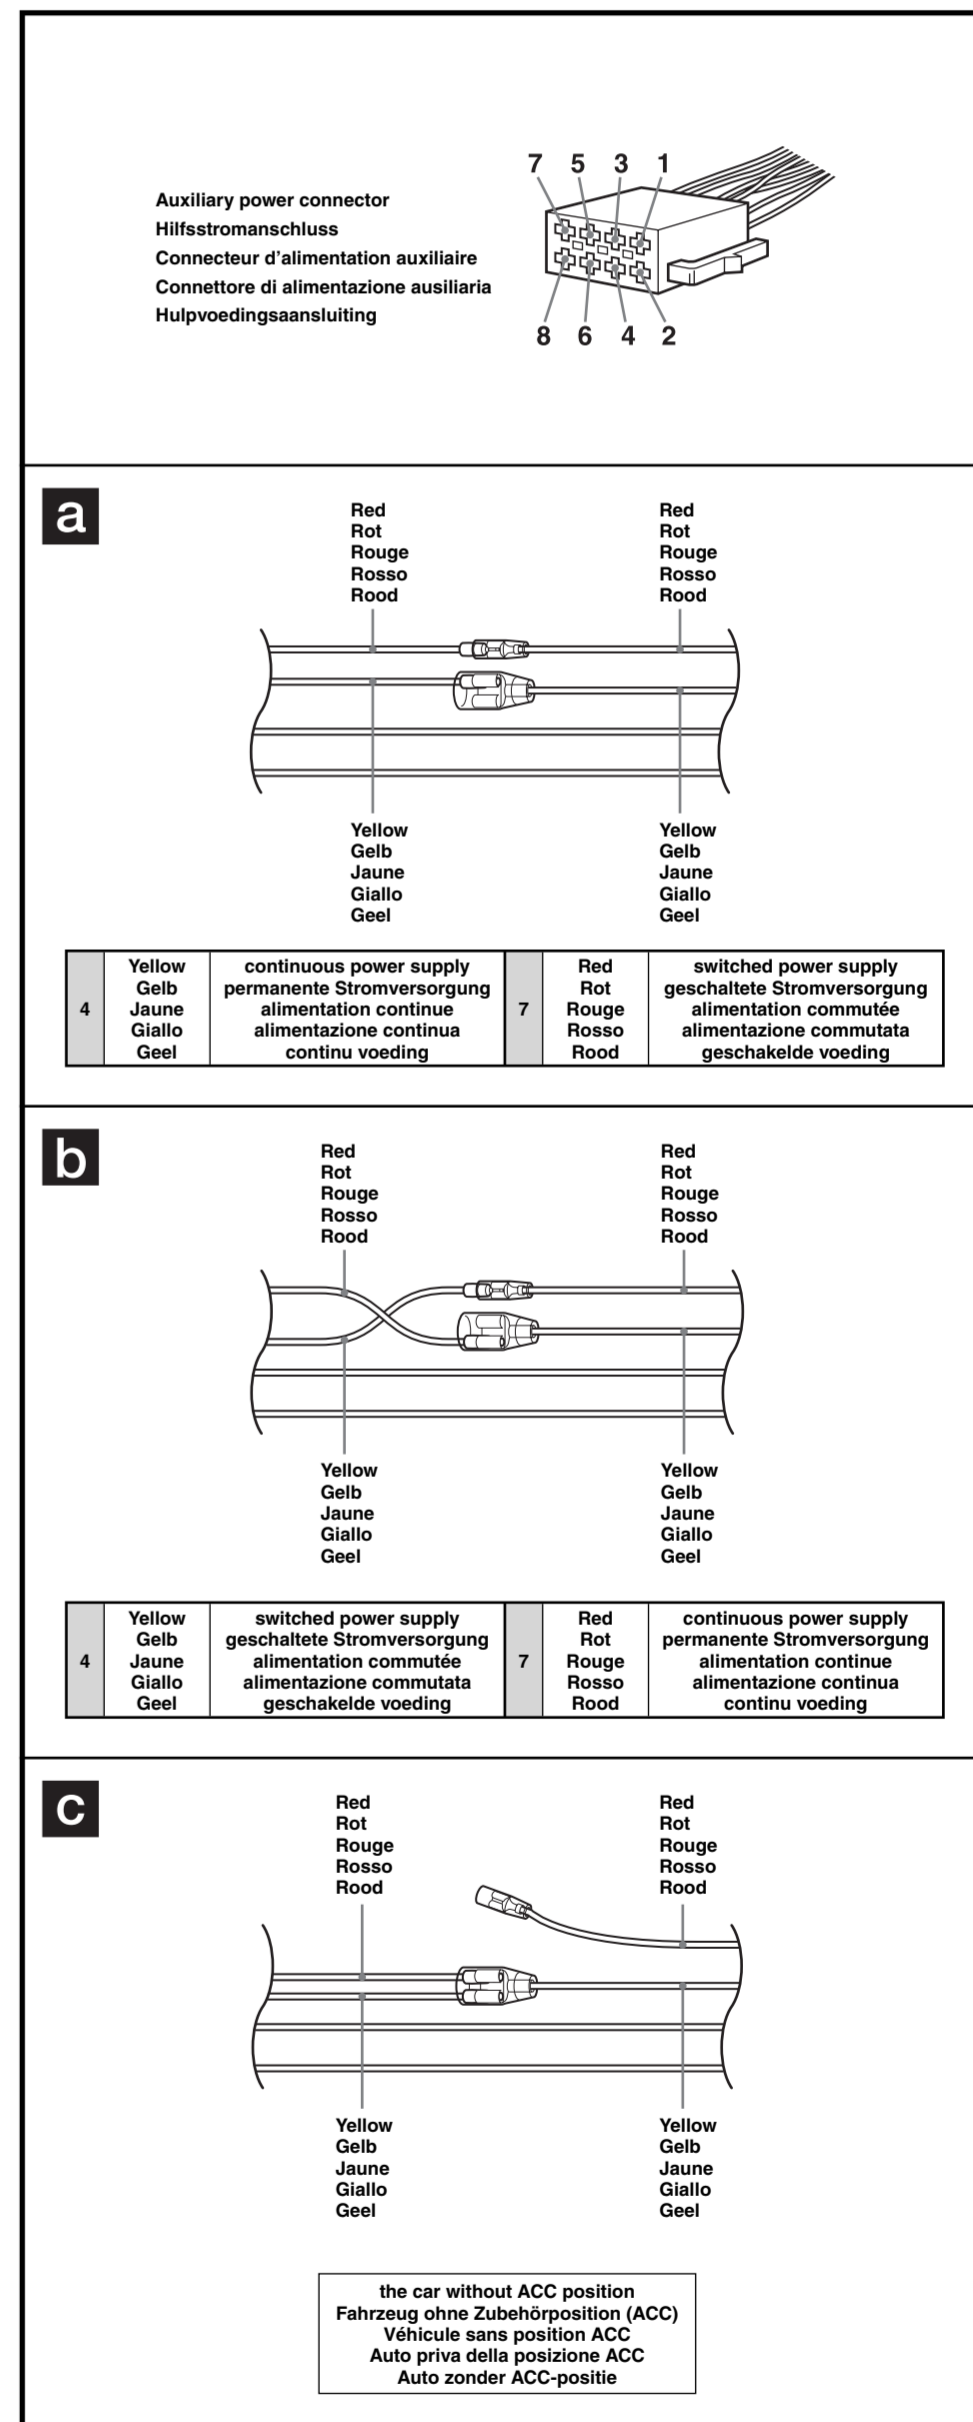 7 5 3 1
Auxiliary power connector
Hilfsstromanschluss
Connecteur d'alimentation auxiliaire
Connettore di alimentazione ausiliaria
Hulpvoedingsaansluiting
8 6 4 2
a
Red
Rot
Rouge
Rosso
Rood
Red
Rot
Rouge
Rosso
Rood
Yellow
Gelb
Jaune
Giallo
Geel
Yellow
Gelb
Jaune
Giallo
Geel
4
Yellow
Gelb
Jaune
Giallo
Geel
continuous power supply
permanente Stromversorgung
alimentation continue
alimentazione continua
continu voeding
7
Red
Rot
Rouge
Rosso
Rood
switched power supply
geschaltete Stromversorgung
alimentation commutée
alimentazione commutata
geschakelde voeding
b
Red
Rot
Rouge
Rosso
Rood
Red
Rot
Rouge
Rosso
Rood
Yellow
Gelb
Jaune
Giallo
Geel
Yellow
Gelb
Jaune
Giallo
Geel
4
Yellow
Gelb
Jaune
Giallo
Geel
switched power supply
geschaltete Stromversorgung
alimentation commutée
alimentazione commutata
geschakelde voeding
7
Red
Rot
Rouge
Rosso
Rood
continuous power supply
permanente Stromversorgung
alimentation continue
alimentazione continua
continu voeding
c
Red
Rot
Rouge
Rosso
Rood
Red
Rot
Rouge
Rosso
Rood
Yellow
Gelb
Jaune
Giallo
Geel
Yellow
Gelb
Jaune
Giallo
Geel
the car without ACC position
Fahrzeug ohne Zubehörposition (ACC)
Véhicule sans position ACC
Auto priva della posizione ACC
Auto zonder ACC-positie